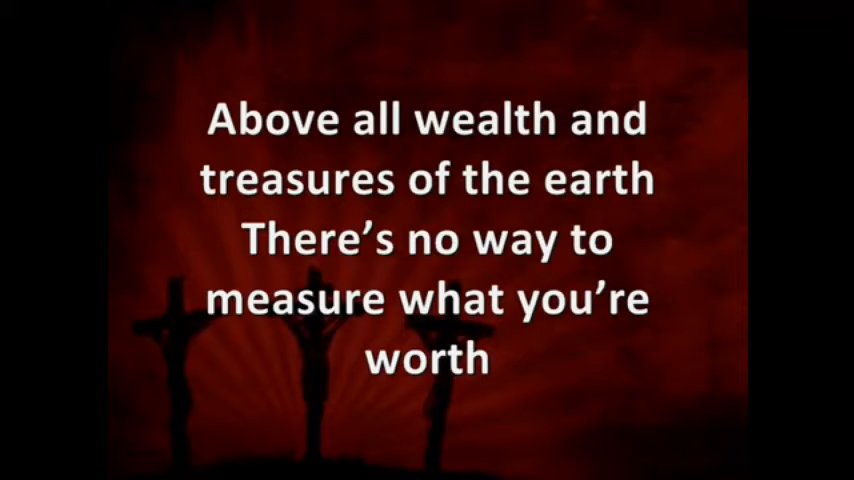 Above all wealth and
treasures of the earth
There’s no way to
measure what you’re
worth